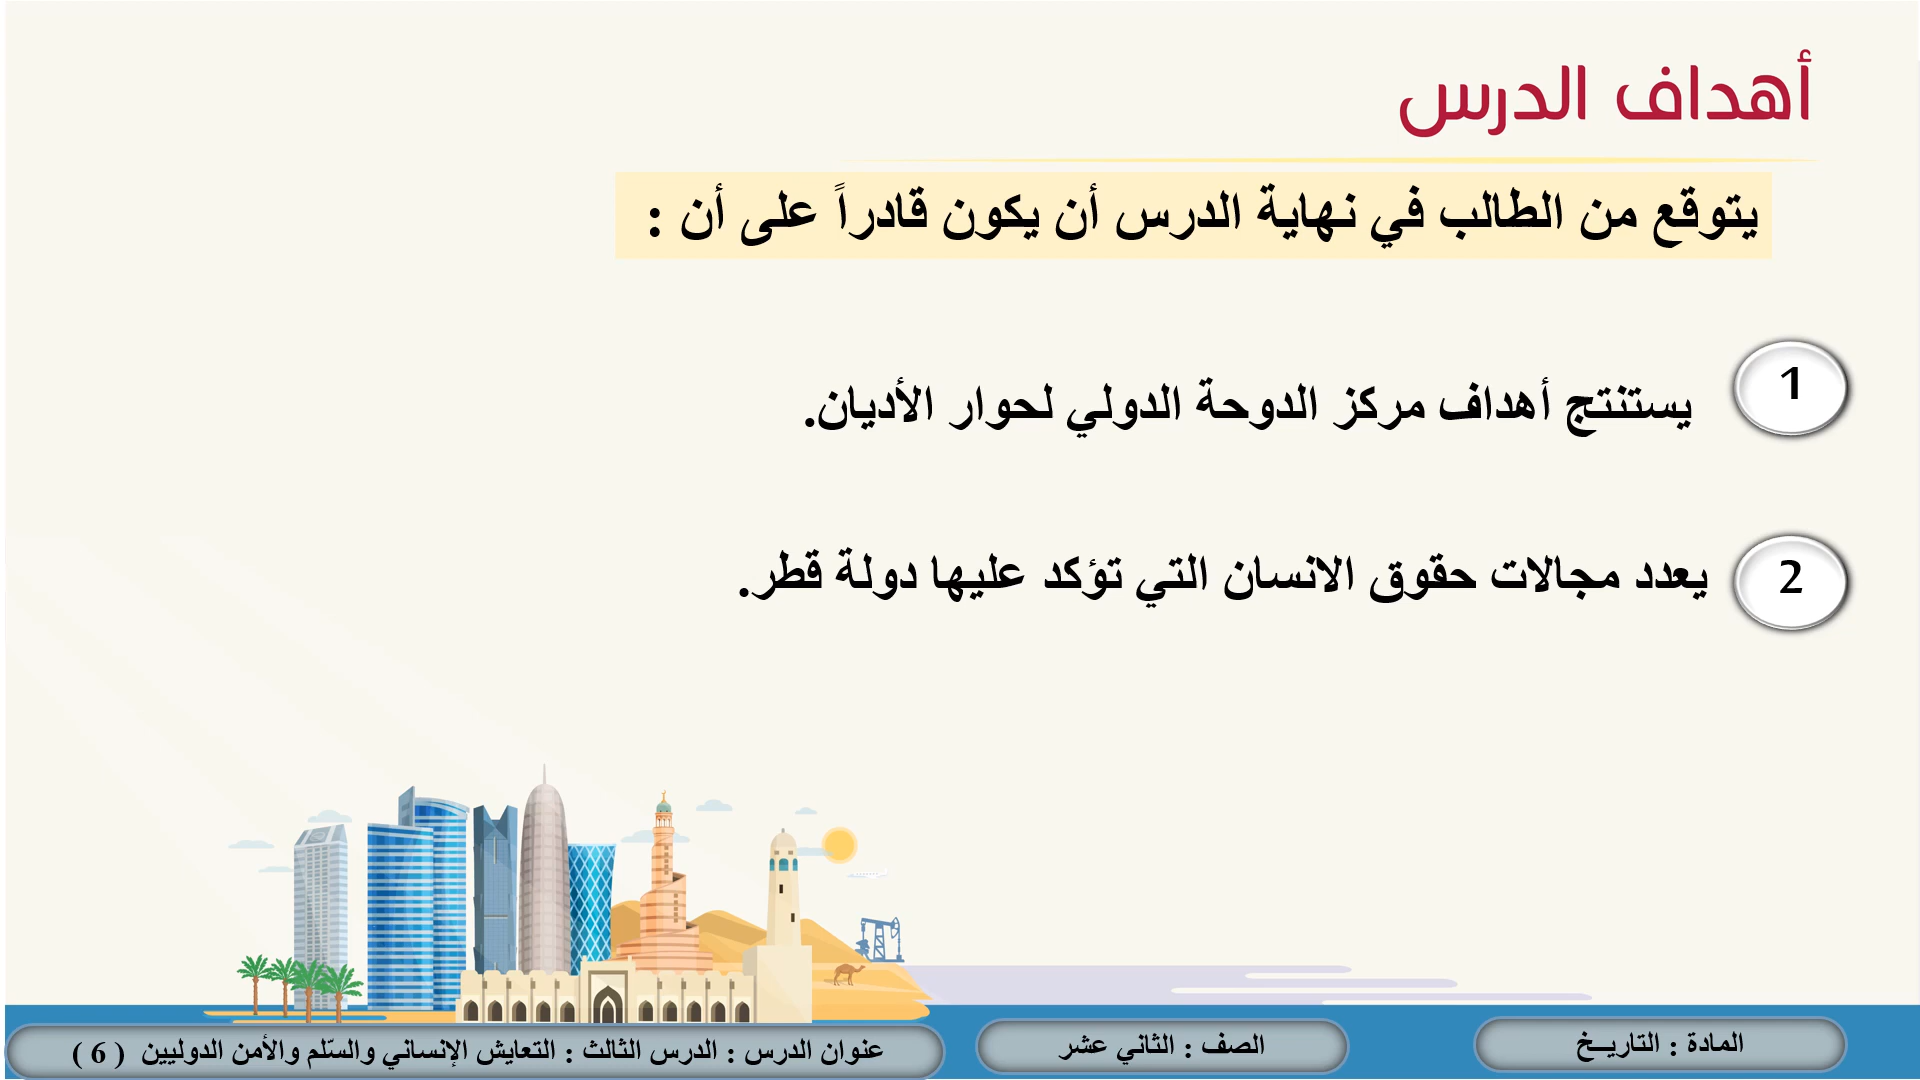 أهداف الدرس
يتوقع من الطالب في نهاية الدرس أن يكون قادراً على أن :
1
يستنتج أهداف مركز الدوحة الدولي لحوار الأديان.
2
يعدد مجالات حقوق الانسان التي تؤكد عليها دولة قطر.
المادة : التاريــخ
الصف : الثاني عشر
عنوان الدرس : الدرس الثالث : التعايش الإنساني والسّلم والأمن الدوليين ( 6 )